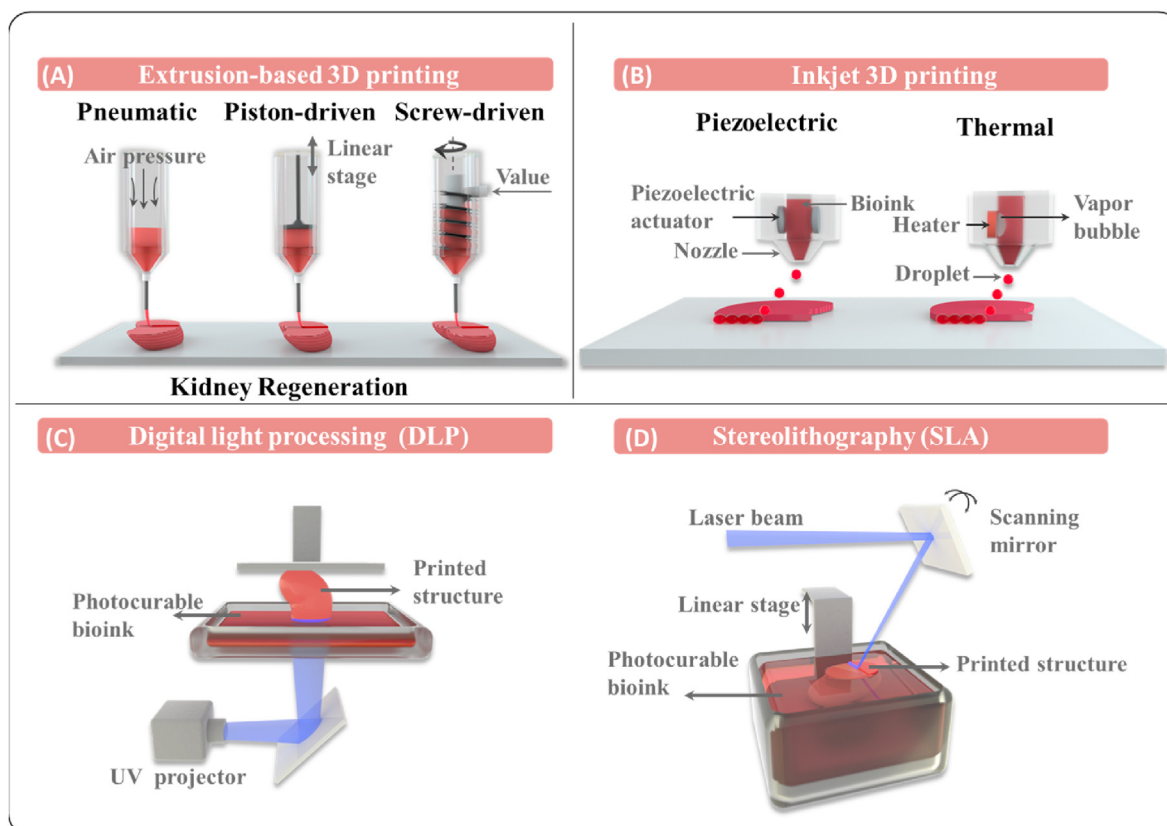 (A) Extrusion-based 3D printing
Pneumatic Piston-driven Screw-driven
Air pressure
Linear
stage
Value
Kidney Regeneration
(B) Inkjet 3D printing
Piezoelectric Thermal
Piezoelectric
actuator
Nozzle
Bioink
Heater
Vapor
bubble
Droplet
(C) Digital light processing (DLP)
Photocurable
bioink
Printed
structure
UV projector
(D) Stereolithography (SLA)
Laser beam
Scanning
mirror
Linear stage
Photocurable
bioink
Printed structure